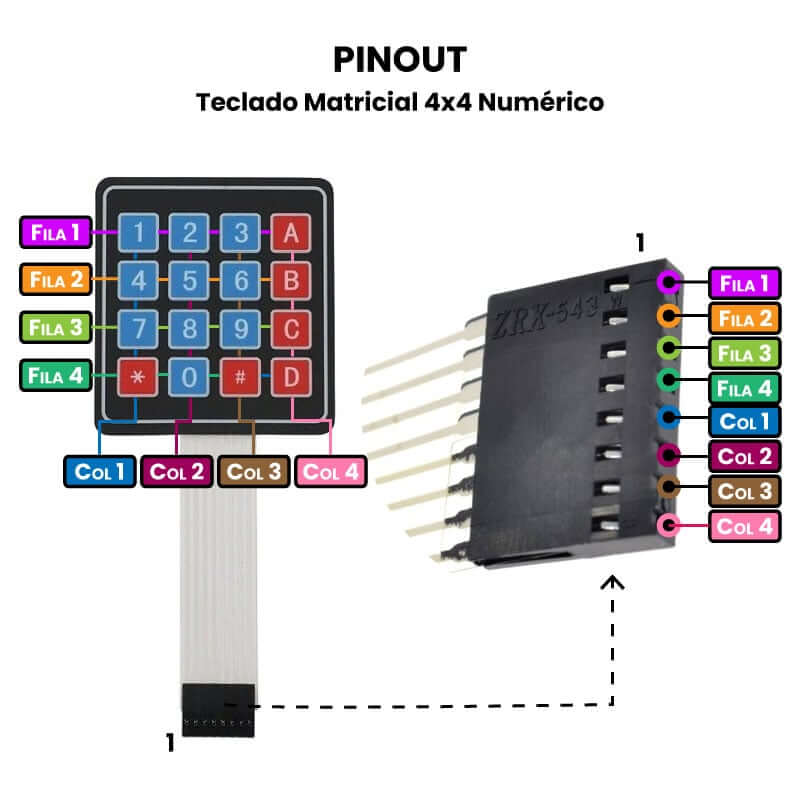 PINOUT
Teclado Matricial 4x4 Numérico
Fila 1
Fila 2
Fila 3
Fila 4
1 2 3 A
4 5 6 B
7 8 9 C
* 0 # D
Col 1 Col 2 Col 3 Col 4
1
1
ZRX-543
W
Fila 1
Fila 2
Fila 3
Fila 4
Col 1
Col 2
Col 3
Col 4